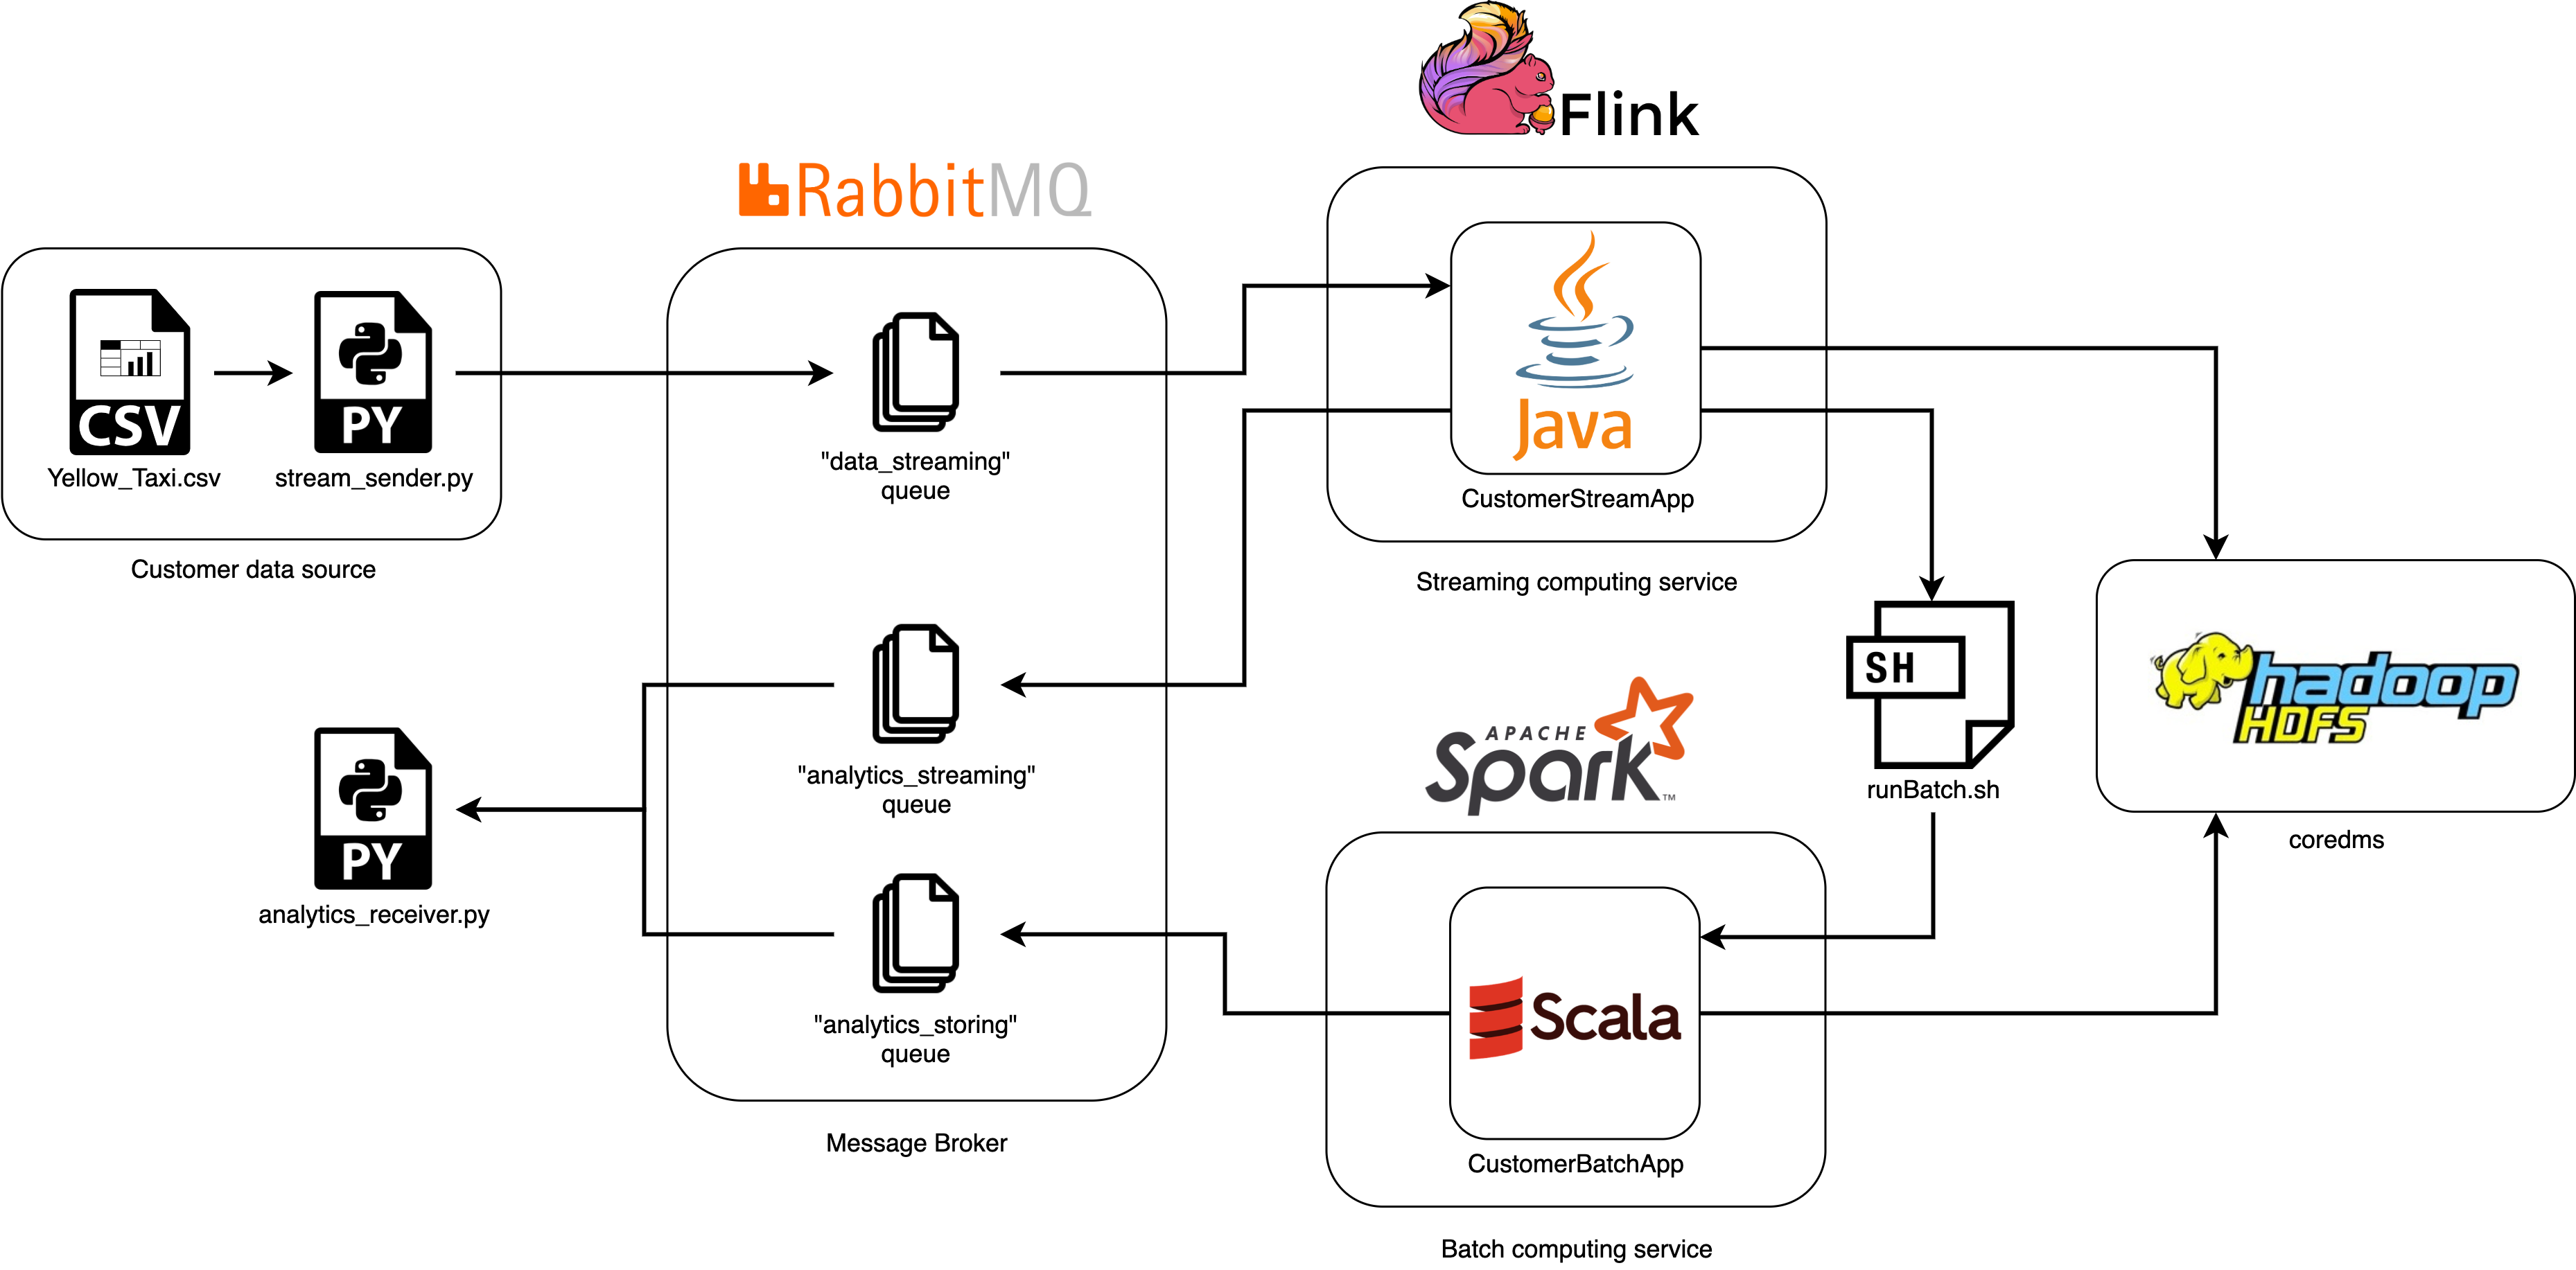 Flink
RabbitMQ
CSV
PY
Yellow_Taxi.csv
stream_sender.py
Customer data source
"data_streaming"
queue
Java
CustomerStreamApp
Streaming computing service
"analytics_streaming"
queue
PY
analytics_receiver.py
"analytics_storing"
queue
Message Broker
SH
runBatch.sh
hadoop
HDFS
coredms
APACHE
Spark™
Scala
CustomerBatchApp
Batch computing service